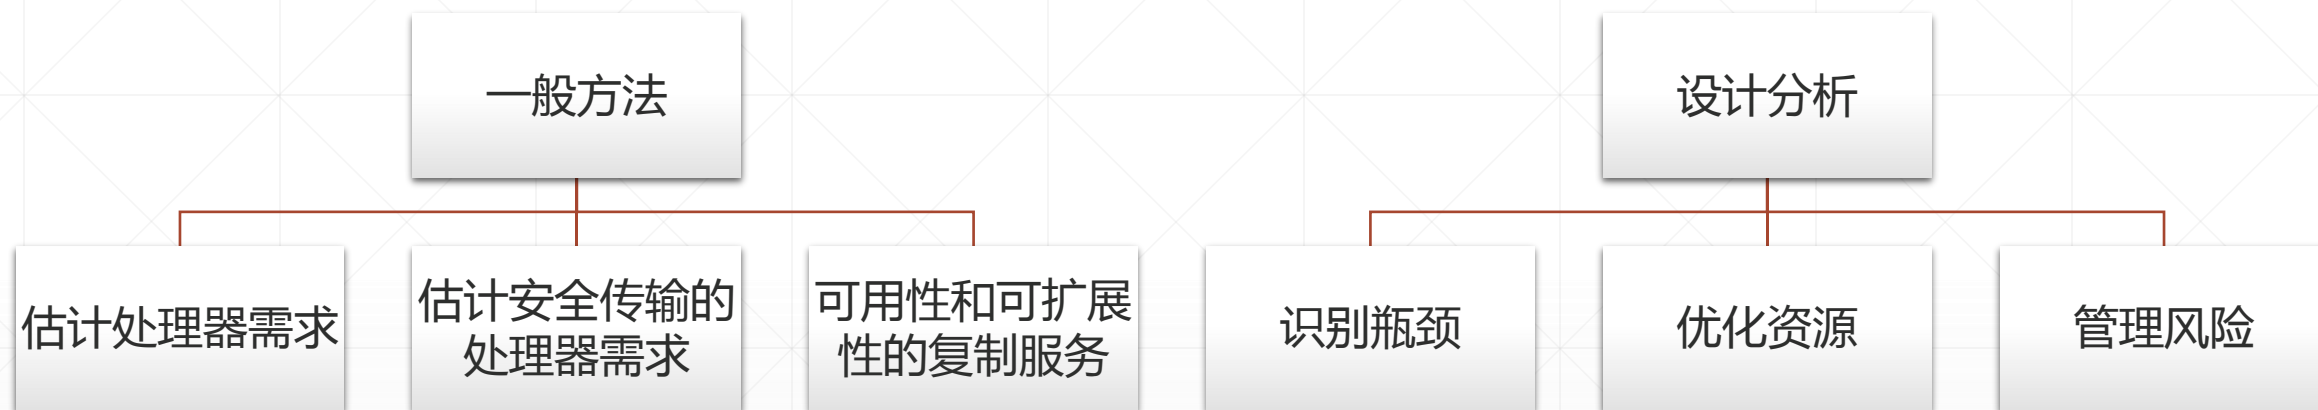 一般方法
设计分析
估计处理器需求
估计安全传输的
处理器需求
可用性和可扩展
性的复制服务
识别瓶颈
优化资源
管理风险